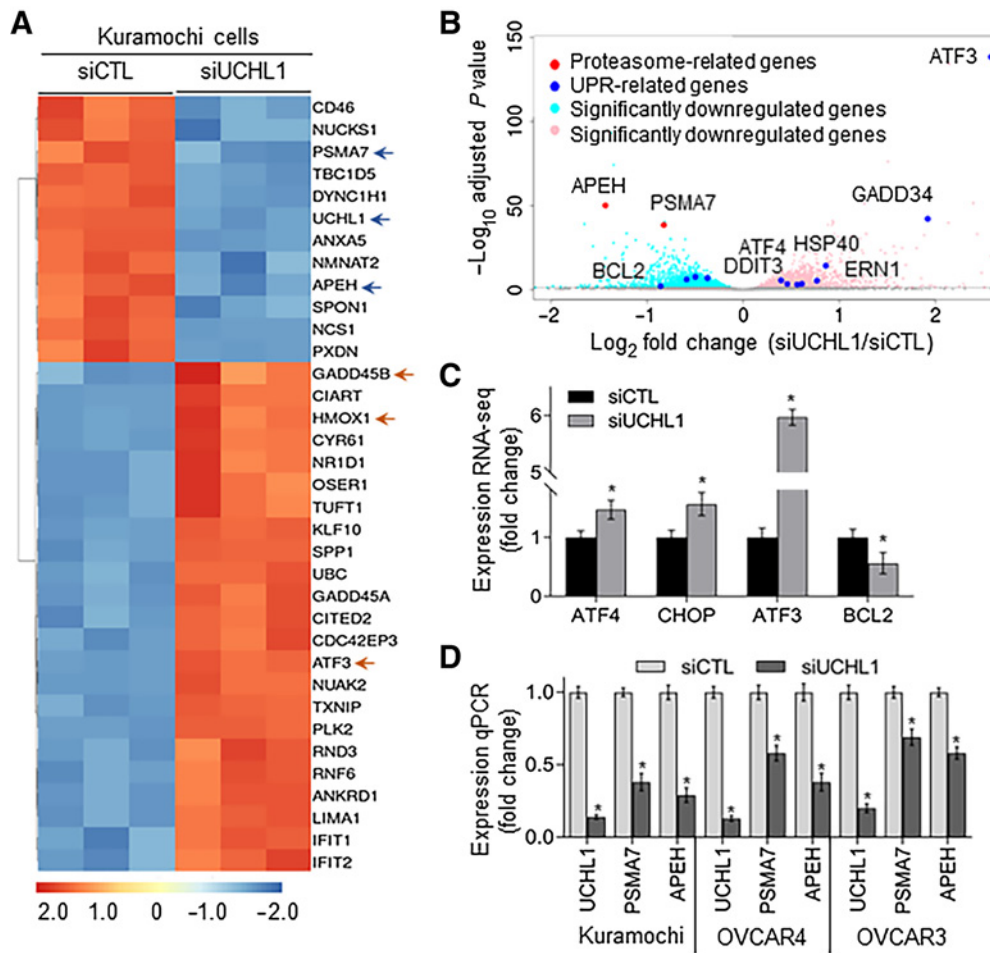 A
Kuramochi cells
siCTL siUCHL1
CD46
NUCKS1
PSMA7
TBC1D5
DYNC1H1
UCHL1
ANXA5
NMNAT2
APEH
SPON1
NCS1
PXDN
GADD45B
CIART
HMOX1
CYR61
NR1D1
OSER1
TUFT1
KLF10
SPP1
UBC
GADD45A
CITED2
CDC42EP3
ATF3
NUAK2
TXNIP
PLK2
RND3
RNF6
ANKRD1
LIMA1
IFIT1
IFIT2
2.0 1.0 0 –1.0 –2.0
B
–Log10 adjusted P value
150
100
50
0
Proteasome-related genes
UPR-related genes
Significantly downregulated genes
Significantly downregulated genes
ATF3
APEH
PSMA7
GADD34
BCL2
ATF4
HSP40
DDIT3
ERN1
–2 –1 0 1 2
Log2 fold change (siUCHL1/siCTL)
C
Expression RNA-seq
(fold change)
siCTL
siUCHL1
6
5
1
0
* * * *
ATF4 CHOP ATF3 BCL2
D
Expression qPCR
(fold change)
siCTL siUCHL1
1.0
0.5
0.0
* * * * * * * * *
UCHL1 PSMA7 APEH UCHL1 PSMA7 APEH UCHL1 PSMA7 APEH
Kuramochi OVCAR4 OVCAR3